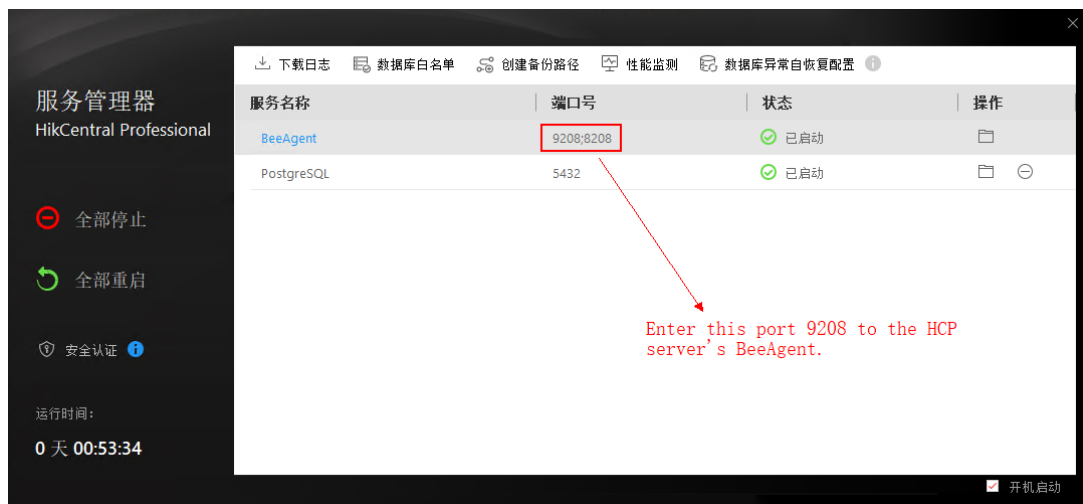 下载日志 数据库白名单 创建备份路径 性能监测 数据库异常自恢复配置
服务管理器
HikCentral Professional
服务名称 端口号 状态 操作
BeeAgent 9208;8208 已启动
PostgreSQL 5432 已启动
全部停止
全部重启
安全认证
Enter this port 9208 to the HCP
server's BeeAgent.
运行时间:
0 天 00:53:34
开机启动